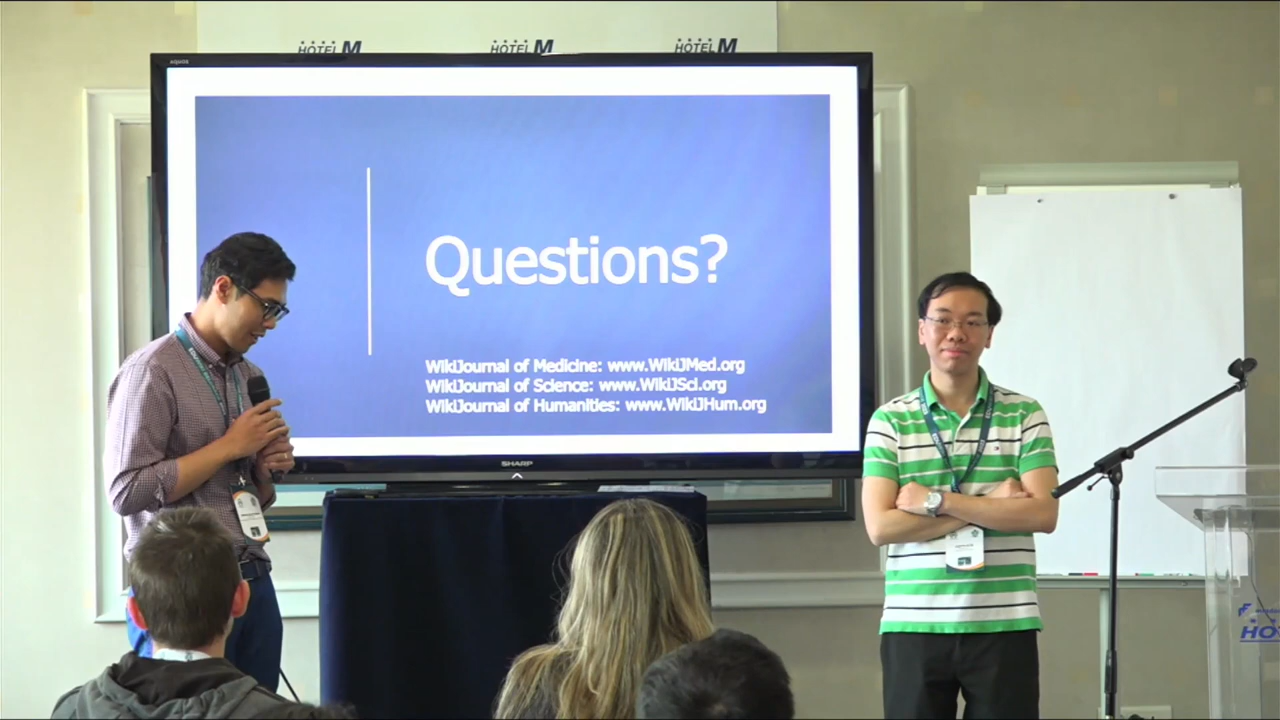 HOTEL M
HOTEL M
HOTEL M
AQUOS
Questions?
WikiJournal of Medicine: www.WikiJMed.org
WikiJournal of Science: www.WikiJSci.org
WikiJournal of Humanities: www.WikiJHum.org
SHARP